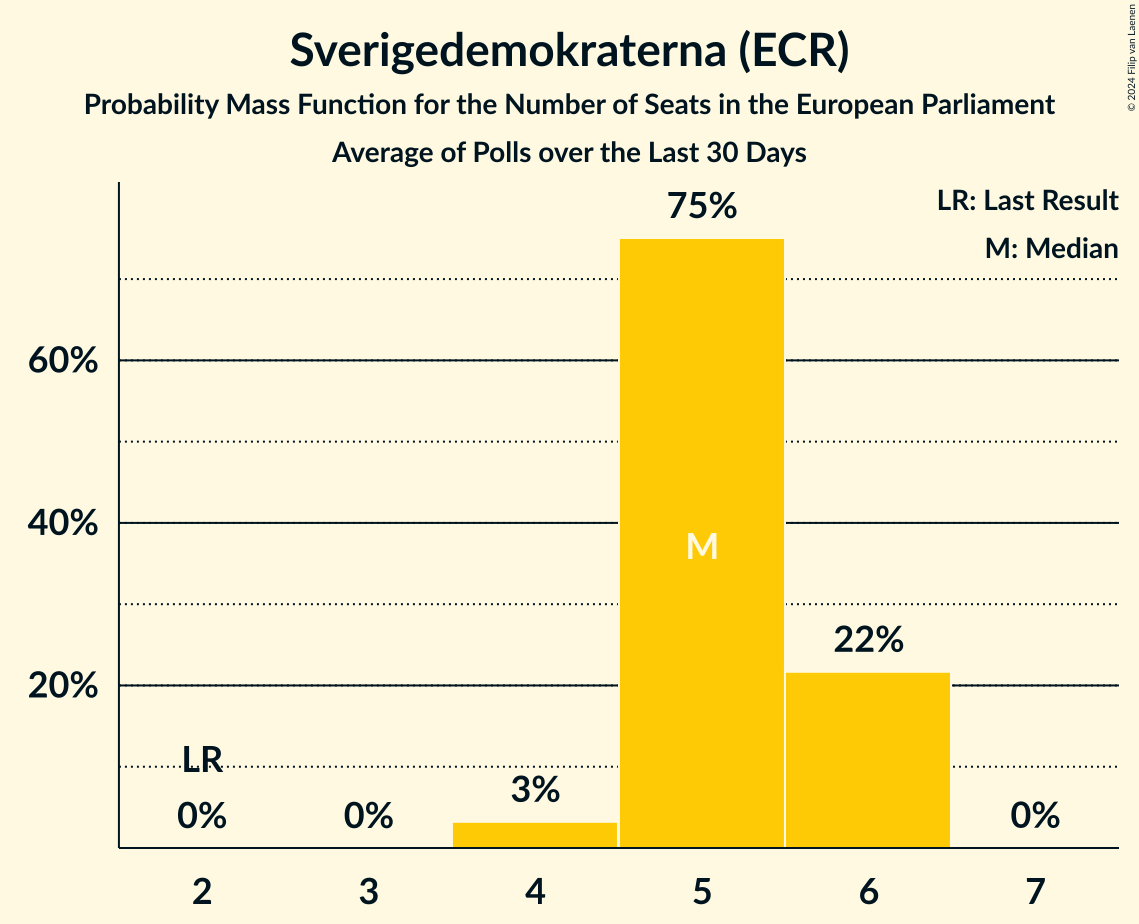 Sverigedemokraterna (ECR)
Probability Mass Function for the Number of Seats in the European Parliament
Average of Polls over the Last 30 Days
© 2024 Filip van Laenen
LR: Last Result
M: Median
75%
60%
40%
M
22%
20%
LR
3%
0%
0%
0%
2
3
4
5
6
7